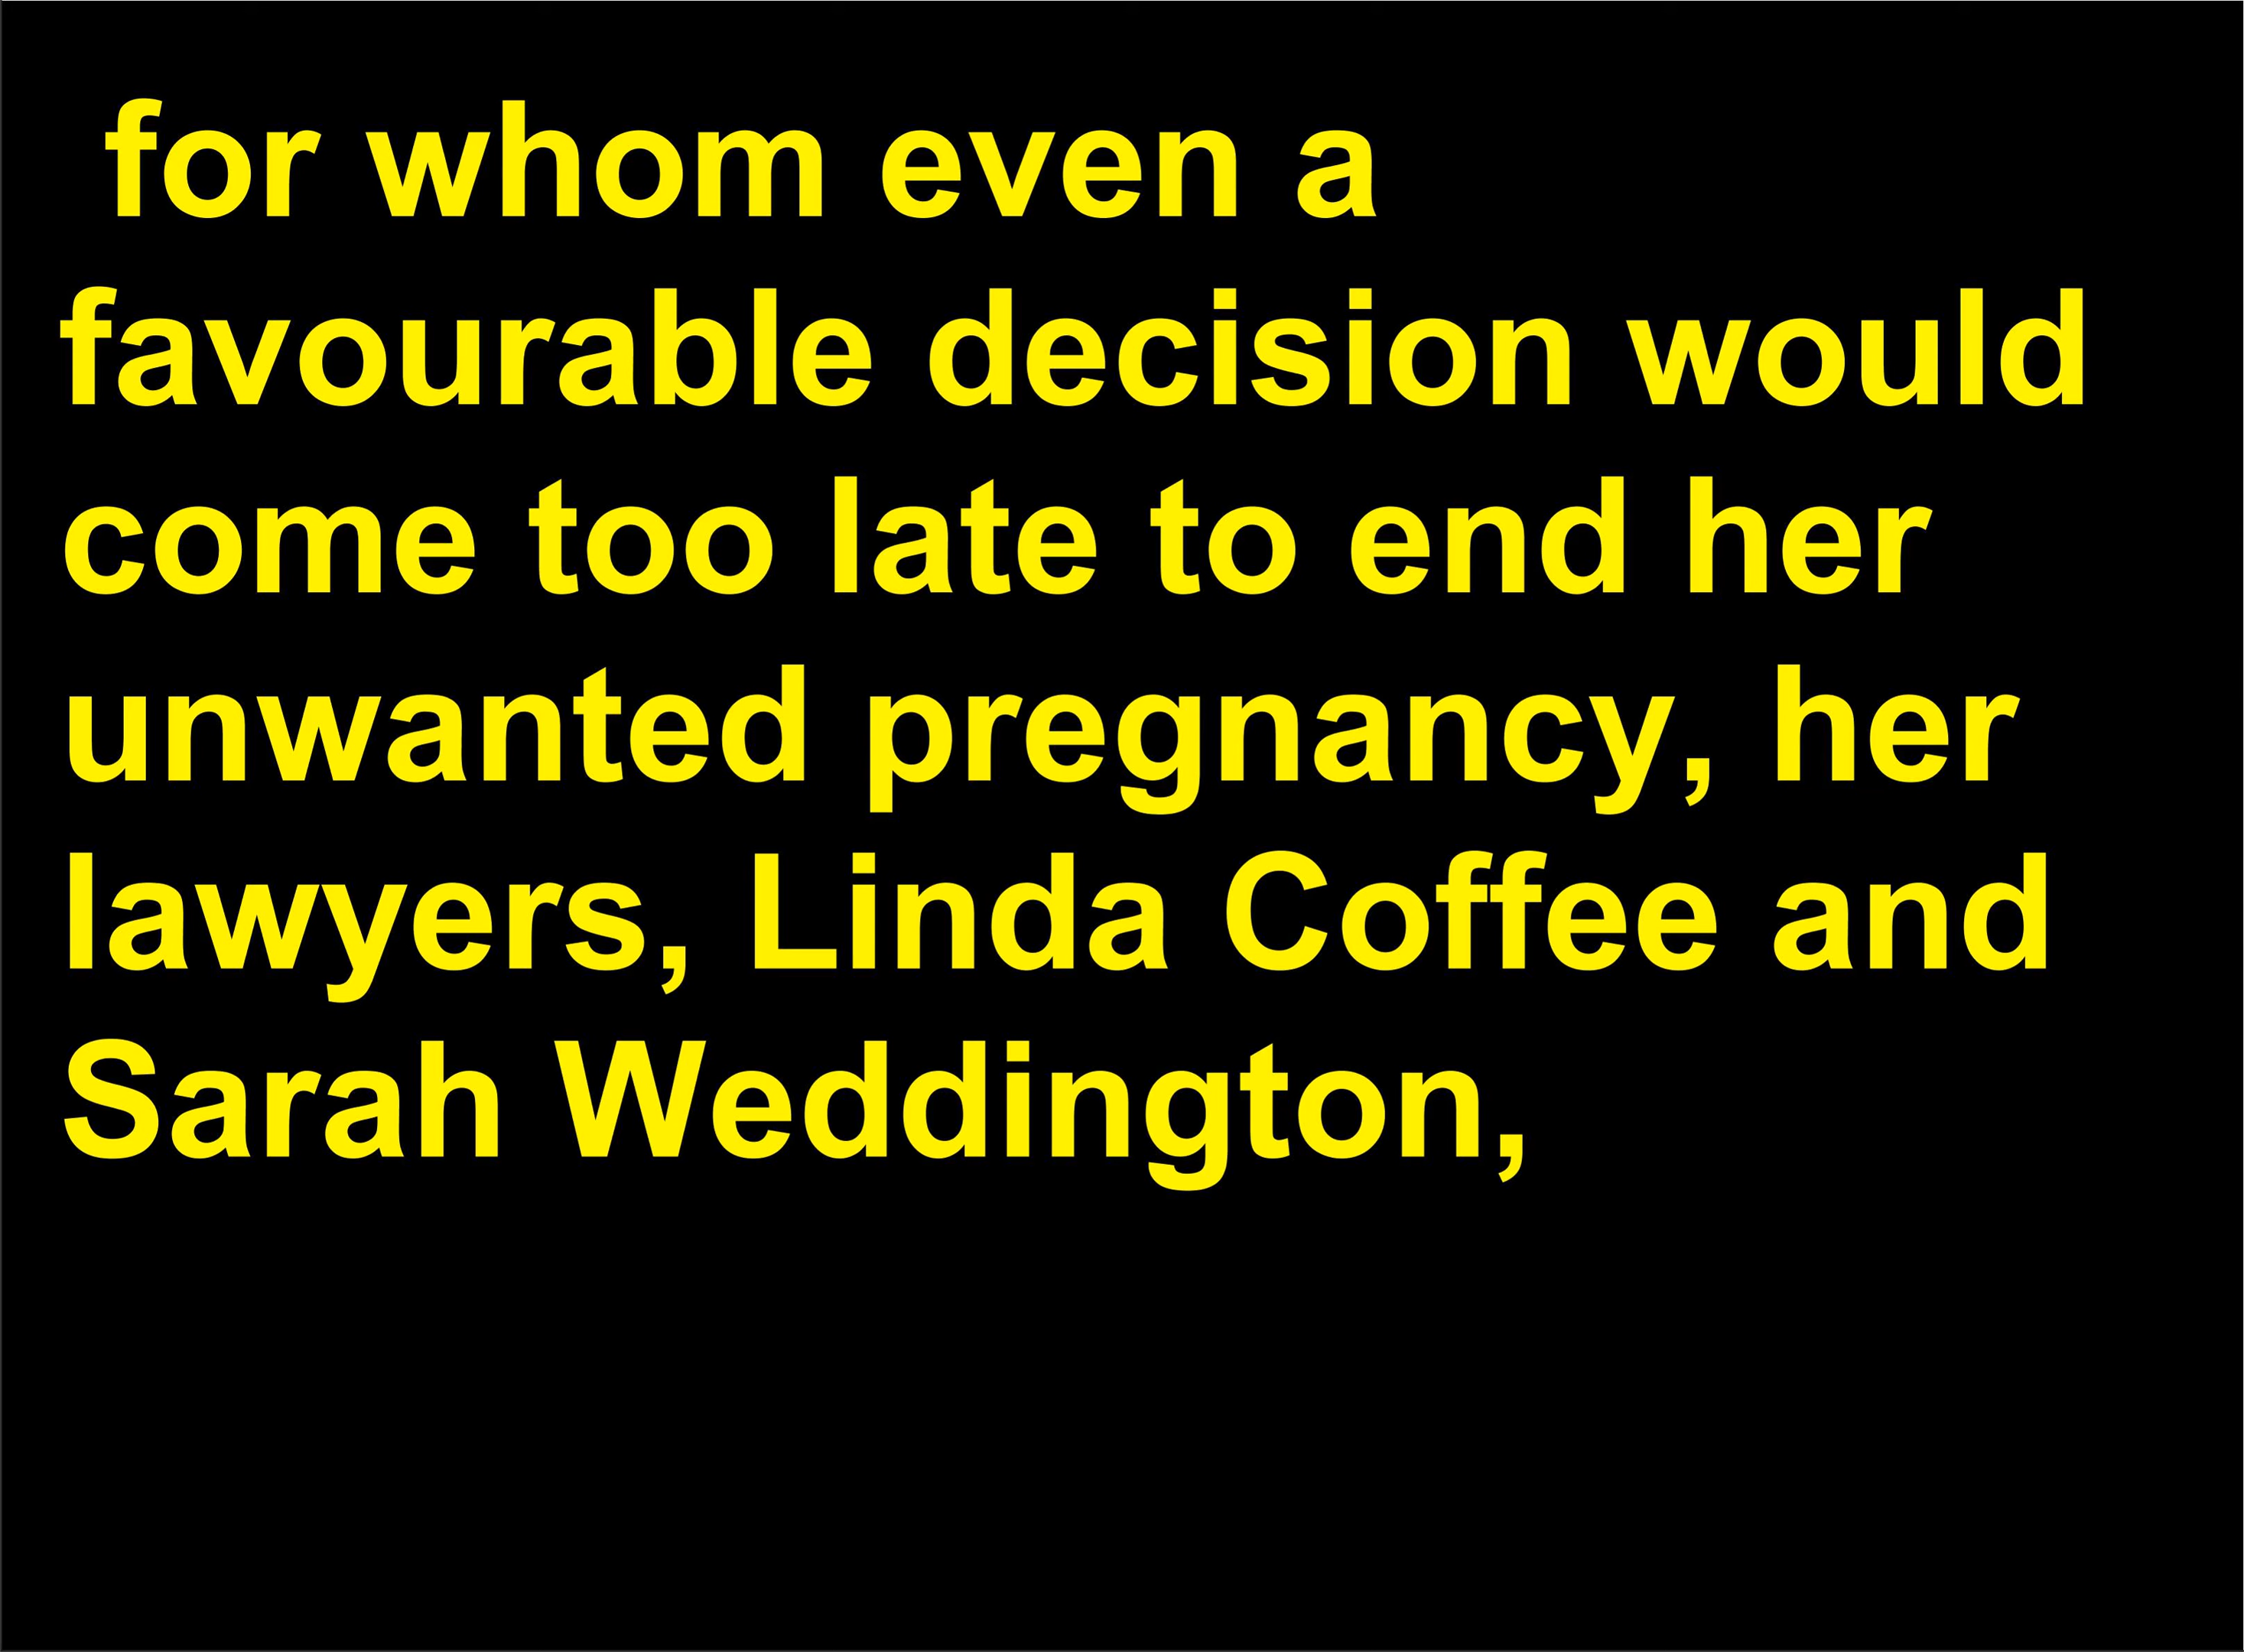 for whom even a
favourable decision would
come too late to end her
unwanted pregnancy, her
lawyers, Linda Coffee and
Sarah Weddington,